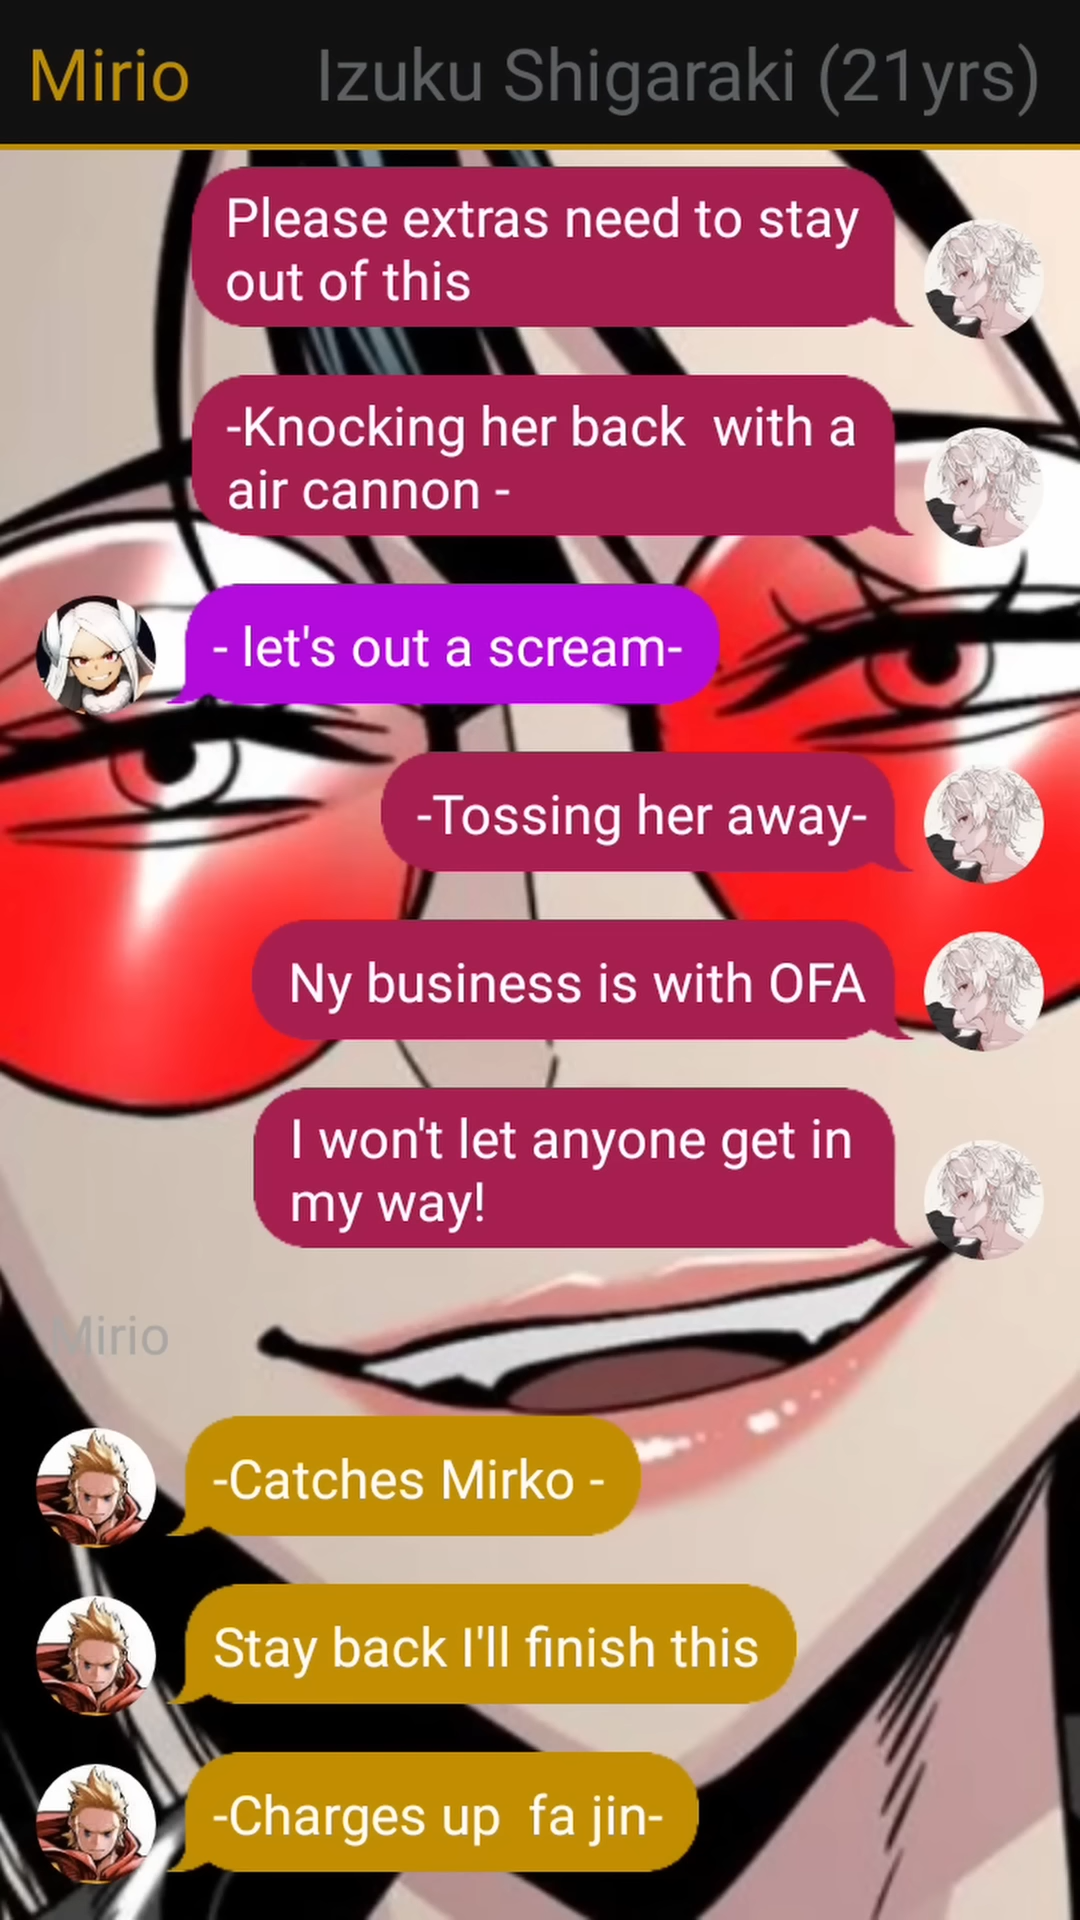 Mirio
Izuku Shigaraki (21yrs)
Please extras need to stay
out of this
-Knocking her back  with a
air cannon -
- let's out a scream-
-Tossing her away-
Ny business is with OFA
I won't let anyone get in
my way!
Mirio
-Catches Mirko -
Stay back I'll finish this
-Charges up  fa jin-